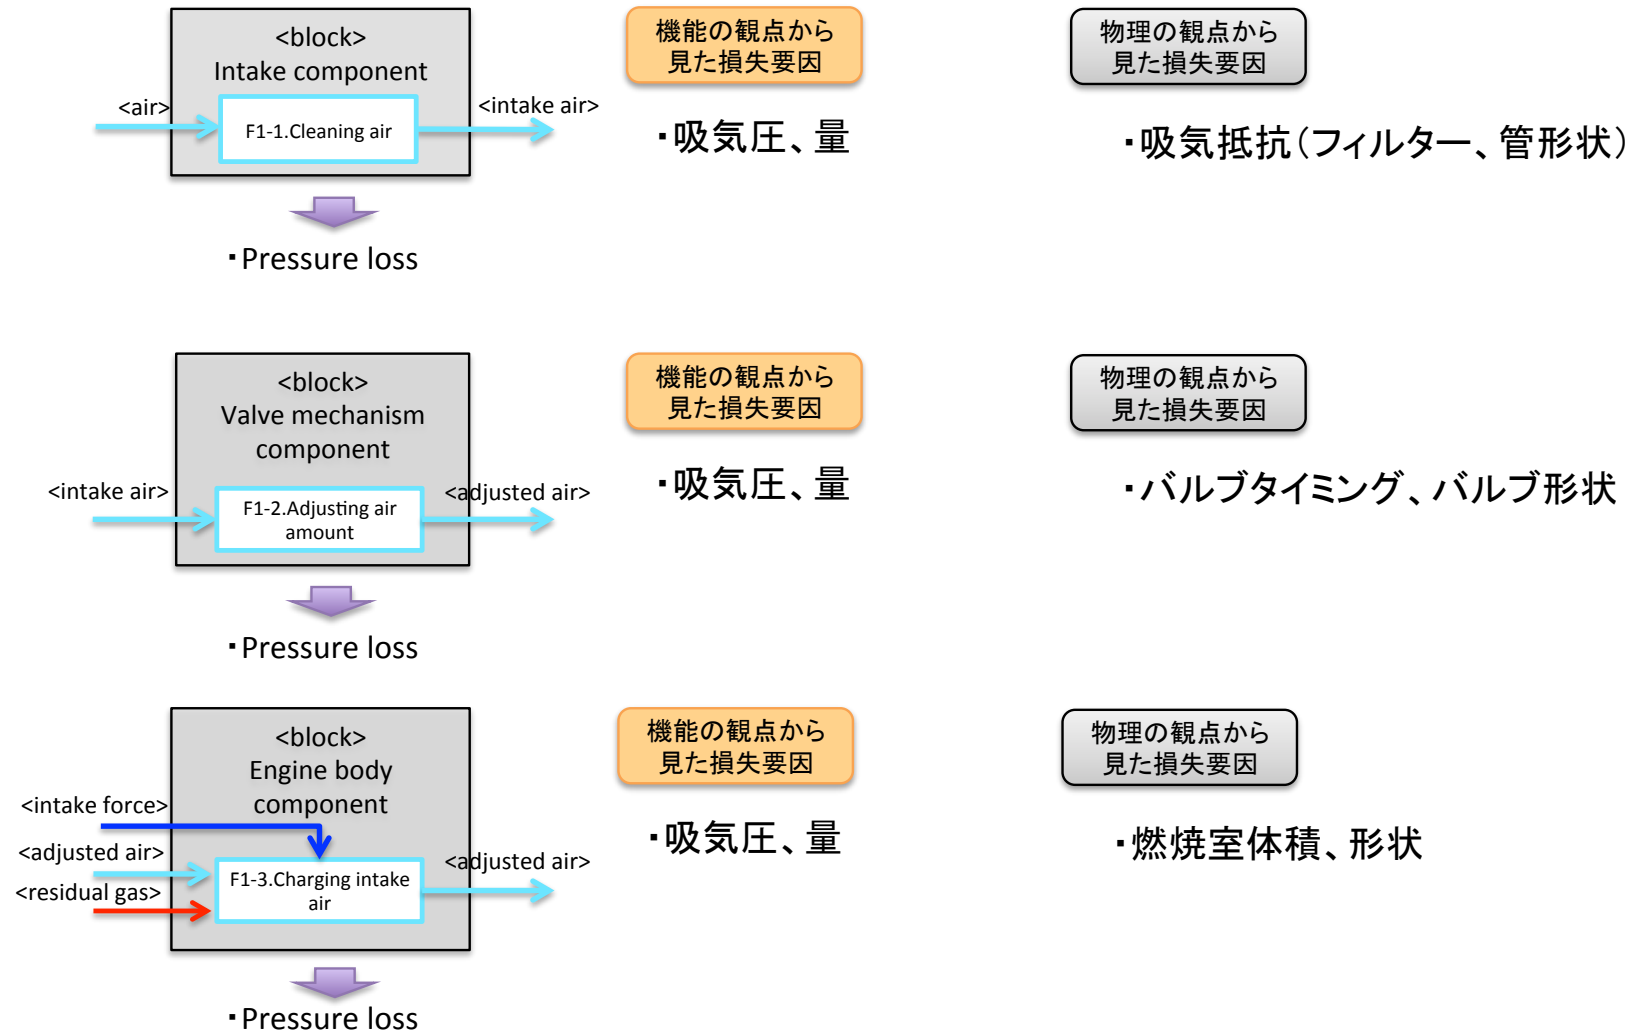 <block>
Intake component
<air>
F1-1.Cleaning air
<intake air>
・Pressure loss
機能の観点から
見た損失要因
・吸気圧、量
物理の観点から
見た損失要因
・吸気抵抗(フィルター、管形状)
<block>
Valve mechanism
component
<intake air>
F1-2.Adjusting air
amount
<adjusted air>
・Pressure loss
機能の観点から
見た損失要因
・吸気圧、量
物理の観点から
見た損失要因
・バルブタイミング、バルブ形状
<block>
Engine body
component
<intake force>
<adjusted air>
<residual gas>
F1-3.Charging intake
air
<adjusted air>
・Pressure loss
機能の観点から
見た損失要因
・吸気圧、量
物理の観点から
見た損失要因
・燃焼室体積、形状